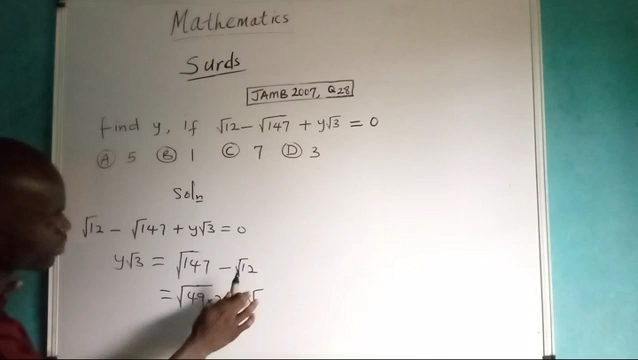 Mathematics
Surds
JAMB 2007, Q28
Find y, If √12 − √147 + y√3 = 0
Ⓐ 5 Ⓑ 1 Ⓒ 7 Ⓓ 3
Soln
√12 − √147 + y√3 = 0
y√3 = √147 − √12
= √49